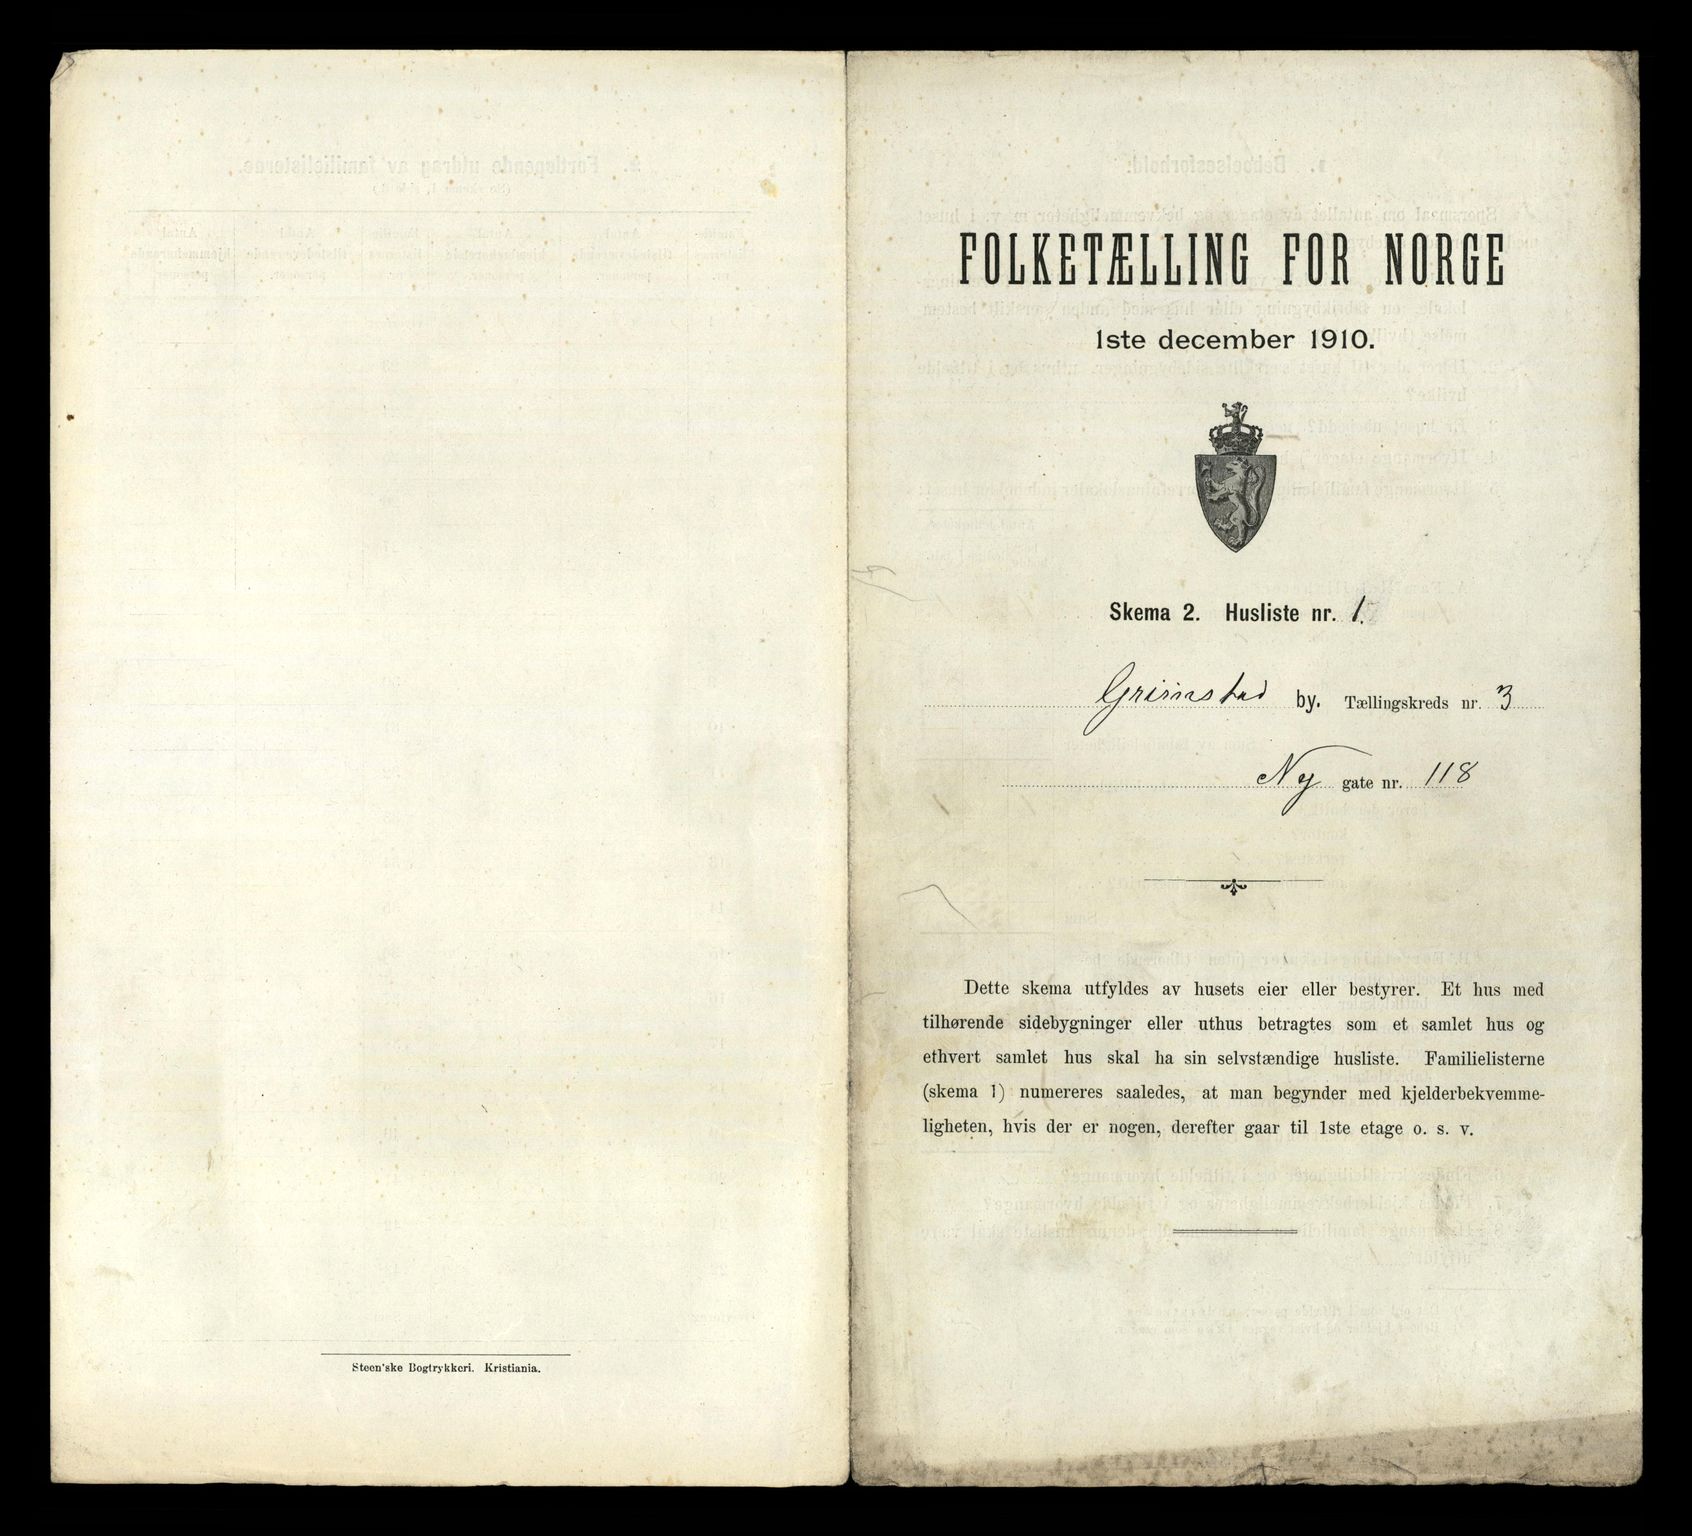 Steen'ske Bogtrykkeri. Kristiania.
FOLKETÆLLING FOR NORGE
1ste december 1910.
Skema 2. Husliste nr. 1.
Grimstad by. Tællingskreds nr. 3
Ny gate nr. 118
Dette skema utfyldes av husets eier eller bestyrer. Et hus med
tilhørende sidebygninger eller uthus betragtes som et samlet hus og
ethvert samlet hus skal ha sin selvstændige husliste. Familielisterne
(skema 1) numereres saaledes, at man begynder med kjelderbekvemme-
ligheten, hvis der er nogen, derefter gaar til 1ste etage o. s. v.